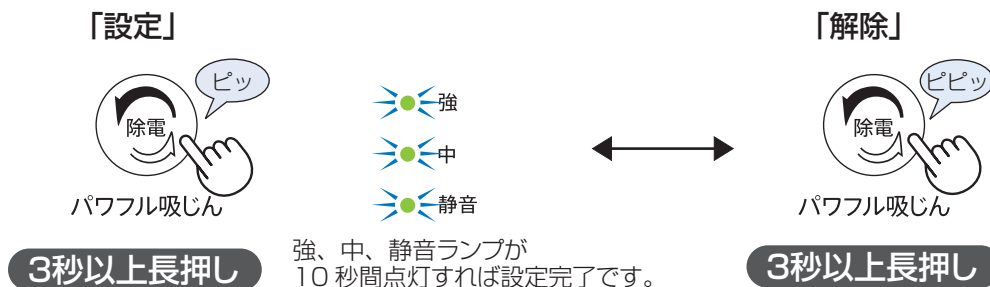 「設定」
ピッ
除電
パワフル吸じん
3秒以上長押し
強
中
静音
強、中、静音ランプが
10 秒間点灯すれば設定完了です。
「解除」
ピピッ
除電
パワフル吸じん
3秒以上長押し